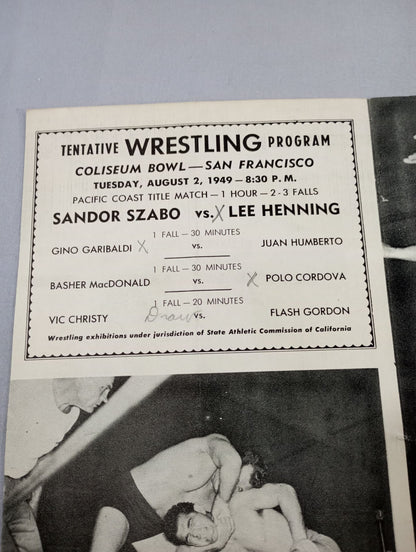 TENTATIVE WRESTLING PROGRAM
COLISEUM BOWL — SAN FRANCISCO
TUESDAY, AUGUST 2, 1949 — 8:30 P. M.
PACIFIC COAST TITLE MATCH — 1 HOUR — 2-3 FALLS
SANDOR SZABO vs. X LEE HENNING
1 FALL — 30 MINUTES
GINO GARIBALDI X vs. JUAN HUMBERTO
1 FALL — 30 MINUTES
BASHER MacDONALD vs. X POLO CORDOVA
1 FALL — 20 MINUTES
VIC CHRISTY Draw vs. FLASH GORDON
Wrestling exhibitions under jurisdiction of State Athletic Commission of California